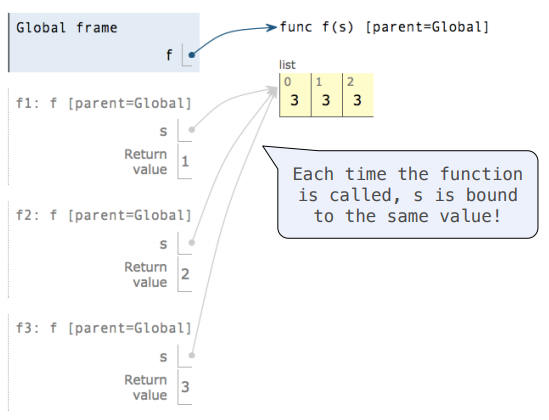 Global frame
f
func f(s) [parent=Global]
list
0 1 2
3 3 3
f1: f [parent=Global]
s
Return
value 1
Each time the function
is called, s is bound
to the same value!
f2: f [parent=Global]
s
Return
value 2
f3: f [parent=Global]
s
Return
value 3